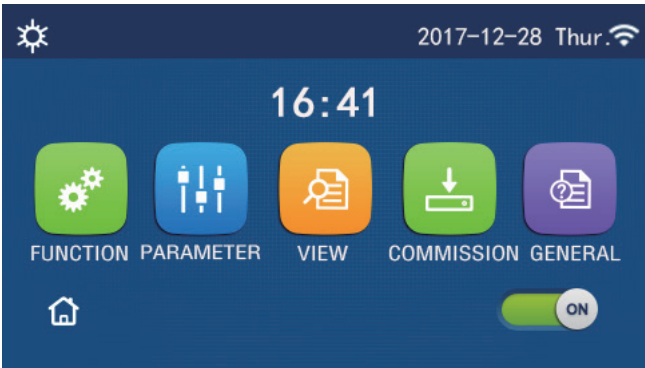 2017-12-28 Thur.
16:41
FUNCTION PARAMETER VIEW COMMISSION GENERAL
ON